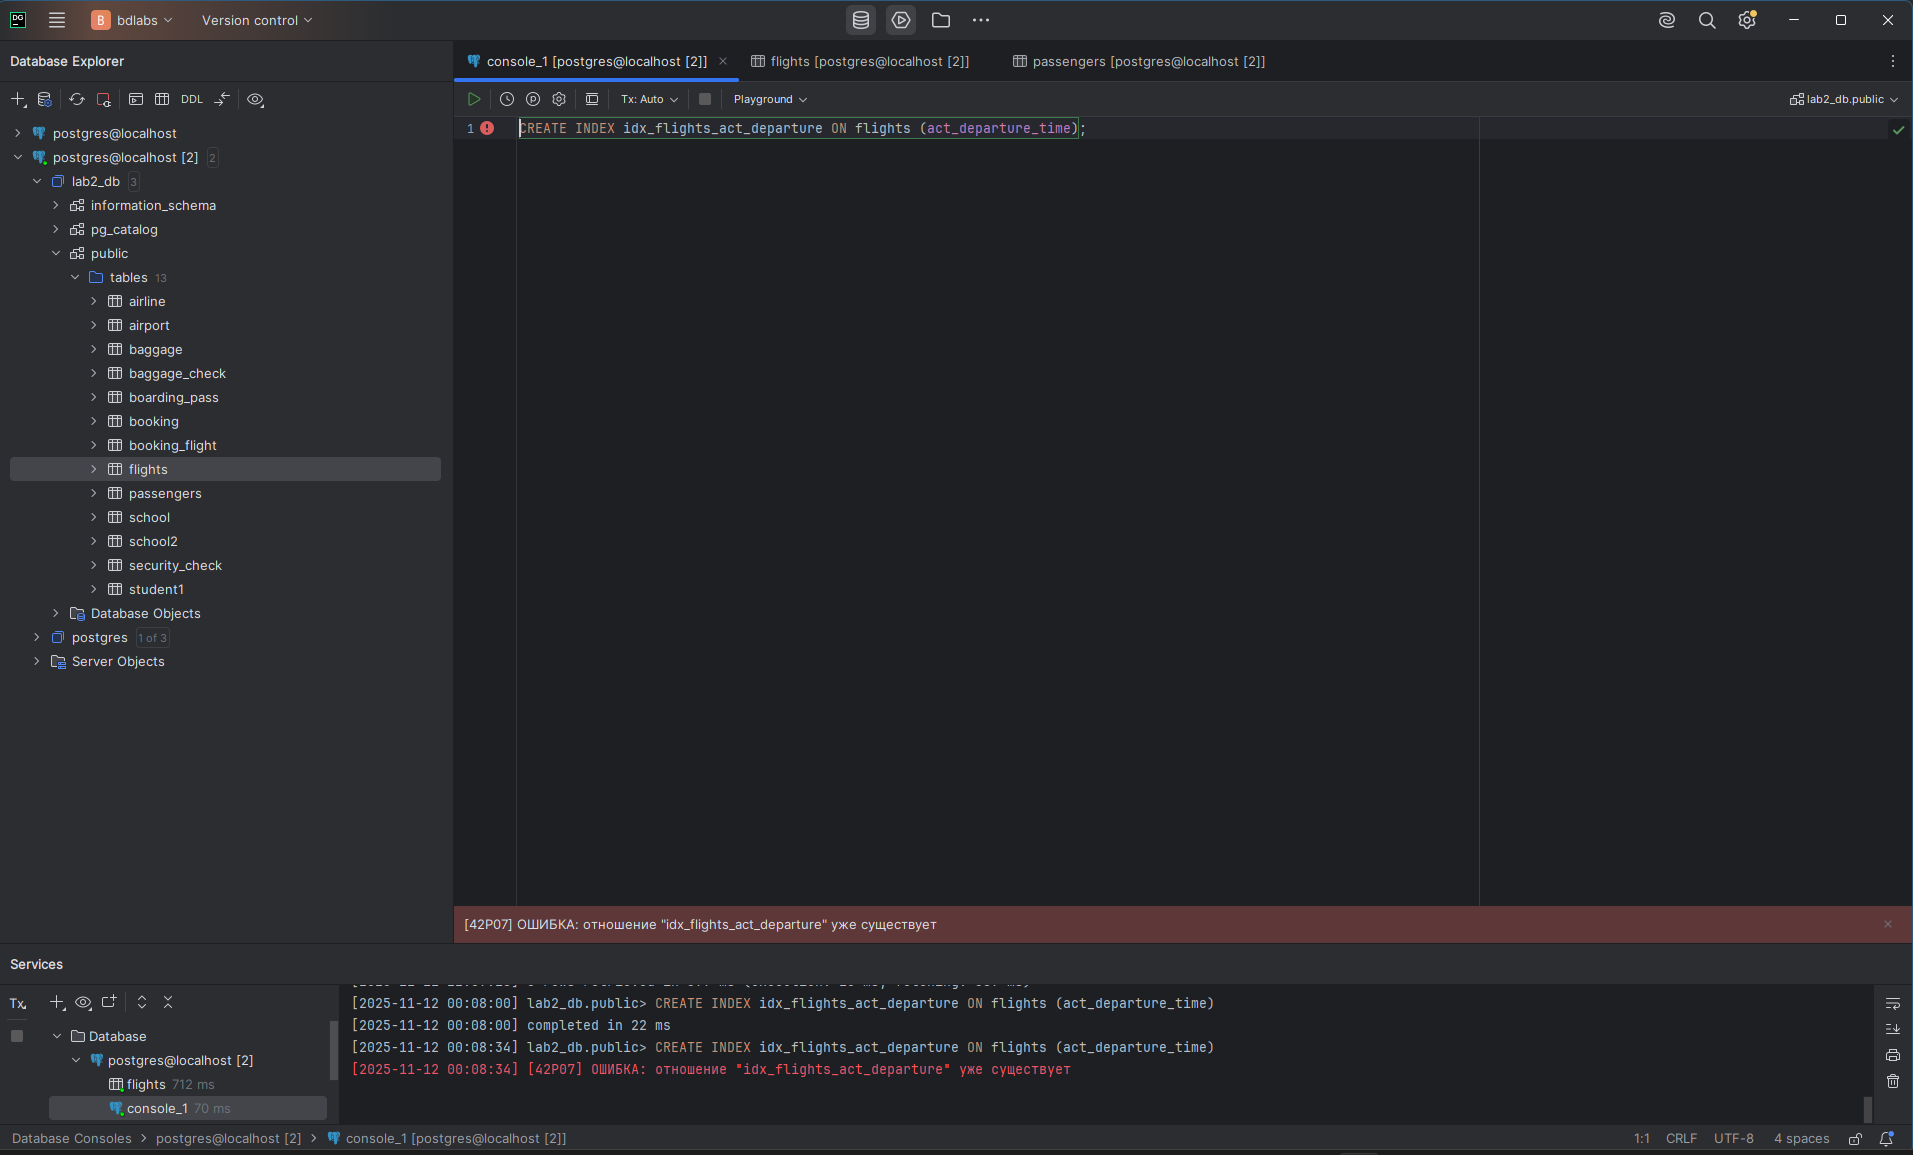 DG
B bdlabs
Version control
Database Explorer
DDL
postgres@localhost
postgres@localhost [2] 2
lab2_db 3
information_schema
pg_catalog
public
tables 13
airline
airport
baggage
baggage_check
boarding_pass
booking
booking_flight
flights
passengers
school
school2
security_check
student1
Database Objects
postgres 1 of 3
Server Objects
console_1 [postgres@localhost [2]]
flights [postgres@localhost [2]]
passengers [postgres@localhost [2]]
Tx: Auto
Playground
lab2_db.public
1 CREATE INDEX idx_flights_act_departure ON flights (act_departure_time);
[42P07] ОШИБКА: отношение "idx_flights_act_departure" уже существует
Services
Tx
Database
postgres@localhost [2]
flights 712 ms
console_1 70 ms
[2025-11-12 00:08:00] lab2_db.public> CREATE INDEX idx_flights_act_departure ON flights (act_departure_time)
[2025-11-12 00:08:00] completed in 22 ms
[2025-11-12 00:08:34] lab2_db.public> CREATE INDEX idx_flights_act_departure ON flights (act_departure_time)
[2025-11-12 00:08:34] [42P07] ОШИБКА: отношение "idx_flights_act_departure" уже существует
Database Consoles > postgres@localhost [2] > console_1 [postgres@localhost [2]]
1:1 CRLF UTF-8 4 spaces